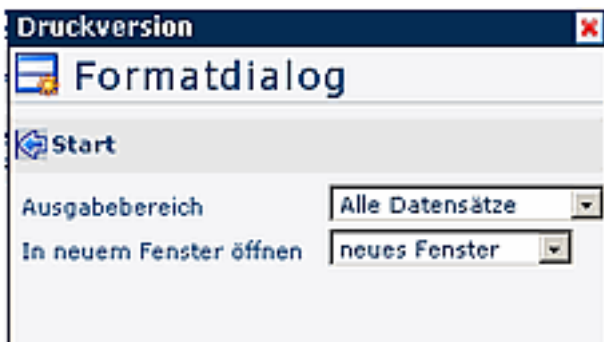 Druckversion
Formatdialog
Start
Ausgabebereich Alle Datensätze
In neuem Fenster öffnen neues Fenster